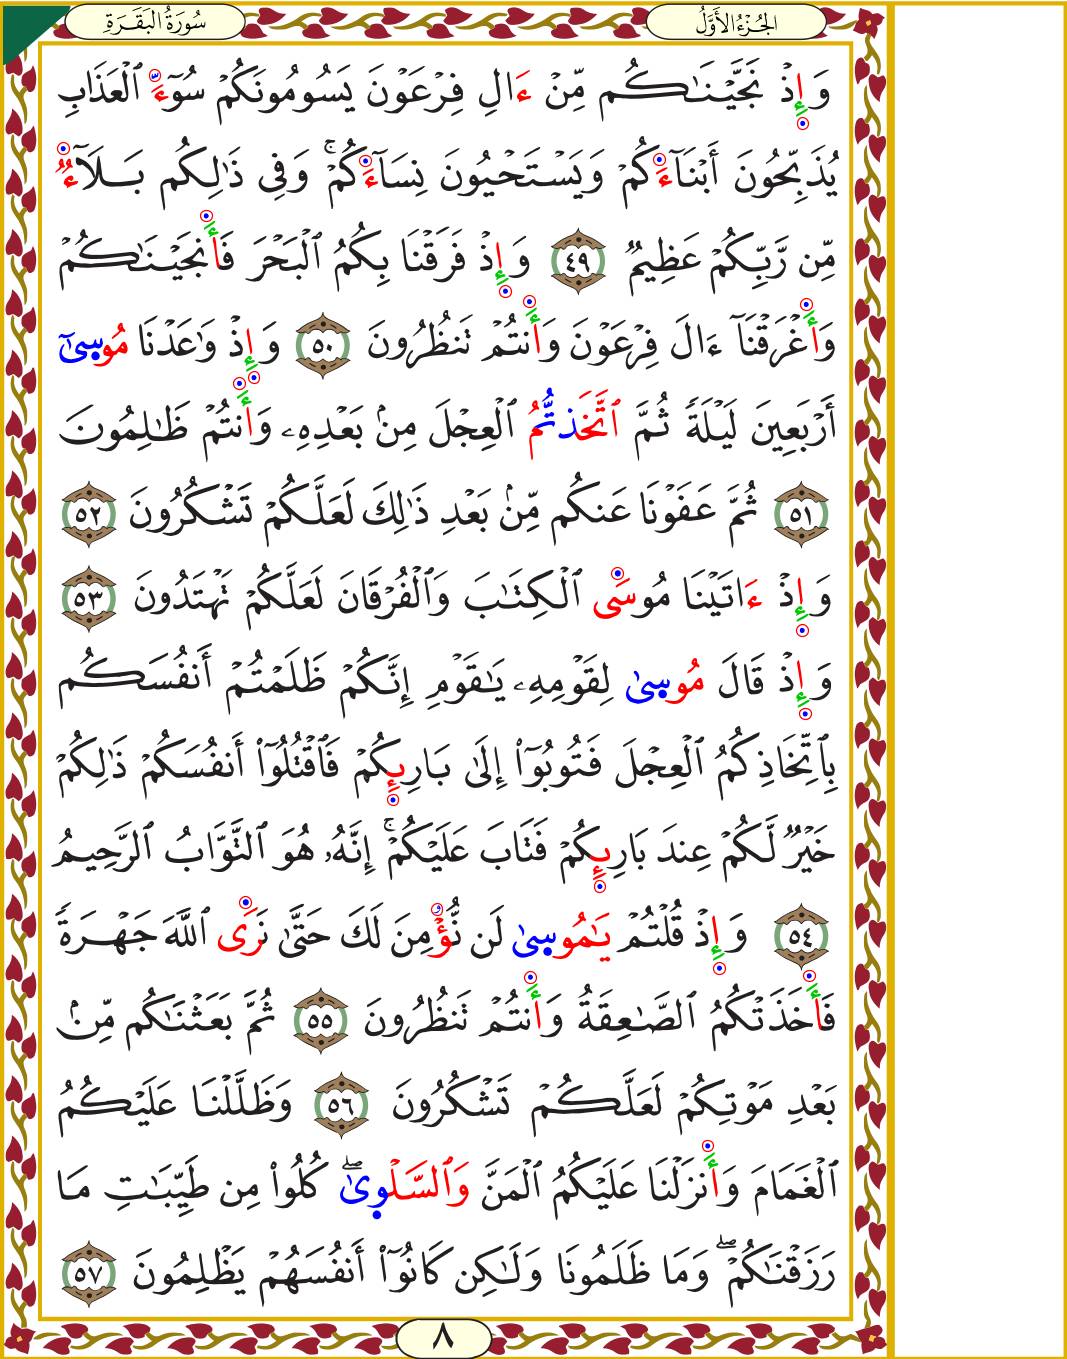 الجُزْءُ الأَوَّلُ
سُورَةُ البَقَرَةِ
وَإِذْ نَجَّيْنَـٰكُم مِّنْ ءَالِ فِرْعَوْنَ يَسُومُونَكُمْ سُوٓءَ ٱلْعَذَابِ
يُذَبِّحُونَ أَبْنَآءَكُمْ وَيَسْتَحْيُونَ نِسَآءَكُمْ ۚ وَفِى ذَٰلِكُم بَلَآءٌ
مِّن رَّبِّكُمْ عَظِيمٌ ٤٩ وَإِذْ فَرَقْنَا بِكُمُ ٱلْبَحْرَ فَأَنجَيْنَـٰكُمْ
وَأَغْرَقْنَآ ءَالَ فِرْعَوْنَ وَأَنتُمْ تَنظُرُونَ ٥٠ وَإِذْ وَٰعَدْنَا مُوسِىٰٓ
أَرْبَعِينَ لَيْلَةً ثُمَّ ٱتَّخَذتُّمُ ٱلْعِجْلَ مِنۢ بَعْدِهِۦ وَأَنتُمْ ظَـٰلِمُونَ
٥١ ثُمَّ عَفَوْنَا عَنكُم مِّنۢ بَعْدِ ذَٰلِكَ لَعَلَّكُمْ تَشْكُرُونَ ٥٢
وَإِذْ ءَاتَيْنَا مُوسَى ٱلْكِتَـٰبَ وَٱلْفُرْقَانَ لَعَلَّكُمْ تَهْتَدُونَ ٥٣
وَإِذْ قَالَ مُوسِىٰ لِقَوْمِهِۦ يَـٰقَوْمِ إِنَّكُمْ ظَلَمْتُمْ أَنفُسَكُم
بِٱتِّخَاذِكُمُ ٱلْعِجْلَ فَتُوبُوٓا۟ إِلَىٰ بَارِئِكُمْ فَٱقْتُلُوٓا۟ أَنفُسَكُمْ ذَٰلِكُمْ
خَيْرٌ لَّكُمْ عِندَ بَارِئِكُمْ فَتَابَ عَلَيْكُمْ ۚ إِنَّهُۥ هُوَ ٱلتَّوَّابُ ٱلرَّحِيمُ
٥٤ وَإِذْ قُلْتُمْ يَـٰمُوسِىٰ لَن نُّؤْمِنَ لَكَ حَتَّىٰ نَرَى ٱللَّهَ جَهْرَةً
فَأَخَذَتْكُمُ ٱلصَّـٰعِقَةُ وَأَنتُمْ تَنظُرُونَ ٥٥ ثُمَّ بَعَثْنَـٰكُم مِّنۢ
بَعْدِ مَوْتِكُمْ لَعَلَّكُمْ تَشْكُرُونَ ٥٦ وَظَلَّلْنَا عَلَيْكُمُ
ٱلْغَمَامَ وَأَنزَلْنَا عَلَيْكُمُ ٱلْمَنَّ وَٱلسَّلْوِىٰ ۖ كُلُوا۟ مِن طَيِّبَـٰتِ مَا
رَزَقْنَـٰكُمْ ۖ وَمَا ظَلَمُونَا وَلَـٰكِن كَانُوٓا۟ أَنفُسَهُمْ يَظْلِمُونَ ٥٧
٨